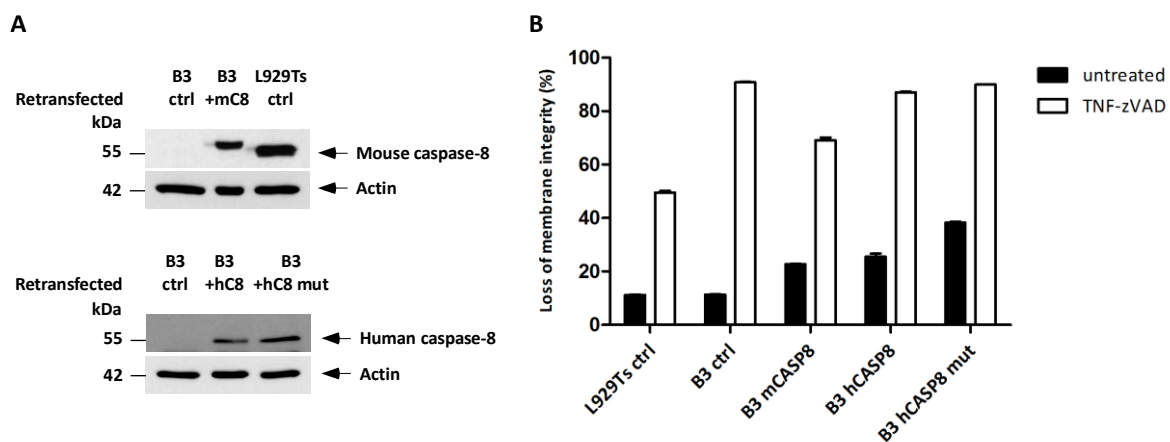 A
B3 B3 L929Ts
Retransfected ctrl +mC8 ctrl
kDa
55 Mouse caspase-8
42 Actin
B3 B3 B3
Retransfected ctrl +hC8 +hC8 mut
kDa
55 Human caspase-8
42 Actin
B
Loss of membrane integrity (%)
100
80
60
40
20
0
L929Ts ctrl
B3 ctrl
B3 mCASP8
B3 hCASP8
B3 hCASP8 mut
untreated
TNF-zVAD